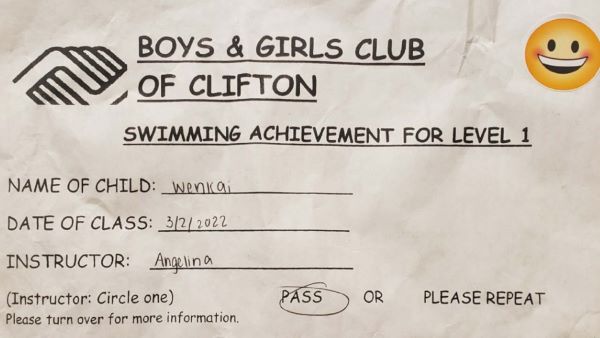 BOYS & GIRLS CLUB
OF CLIFTON
SWIMMING ACHIEVEMENT FOR LEVEL 1
NAME OF CHILD: Wenkai
DATE OF CLASS: 3/2/2022
INSTRUCTOR: Angelina
(Instructor: Circle one) PASS OR PLEASE REPEAT
Please turn over for more information.